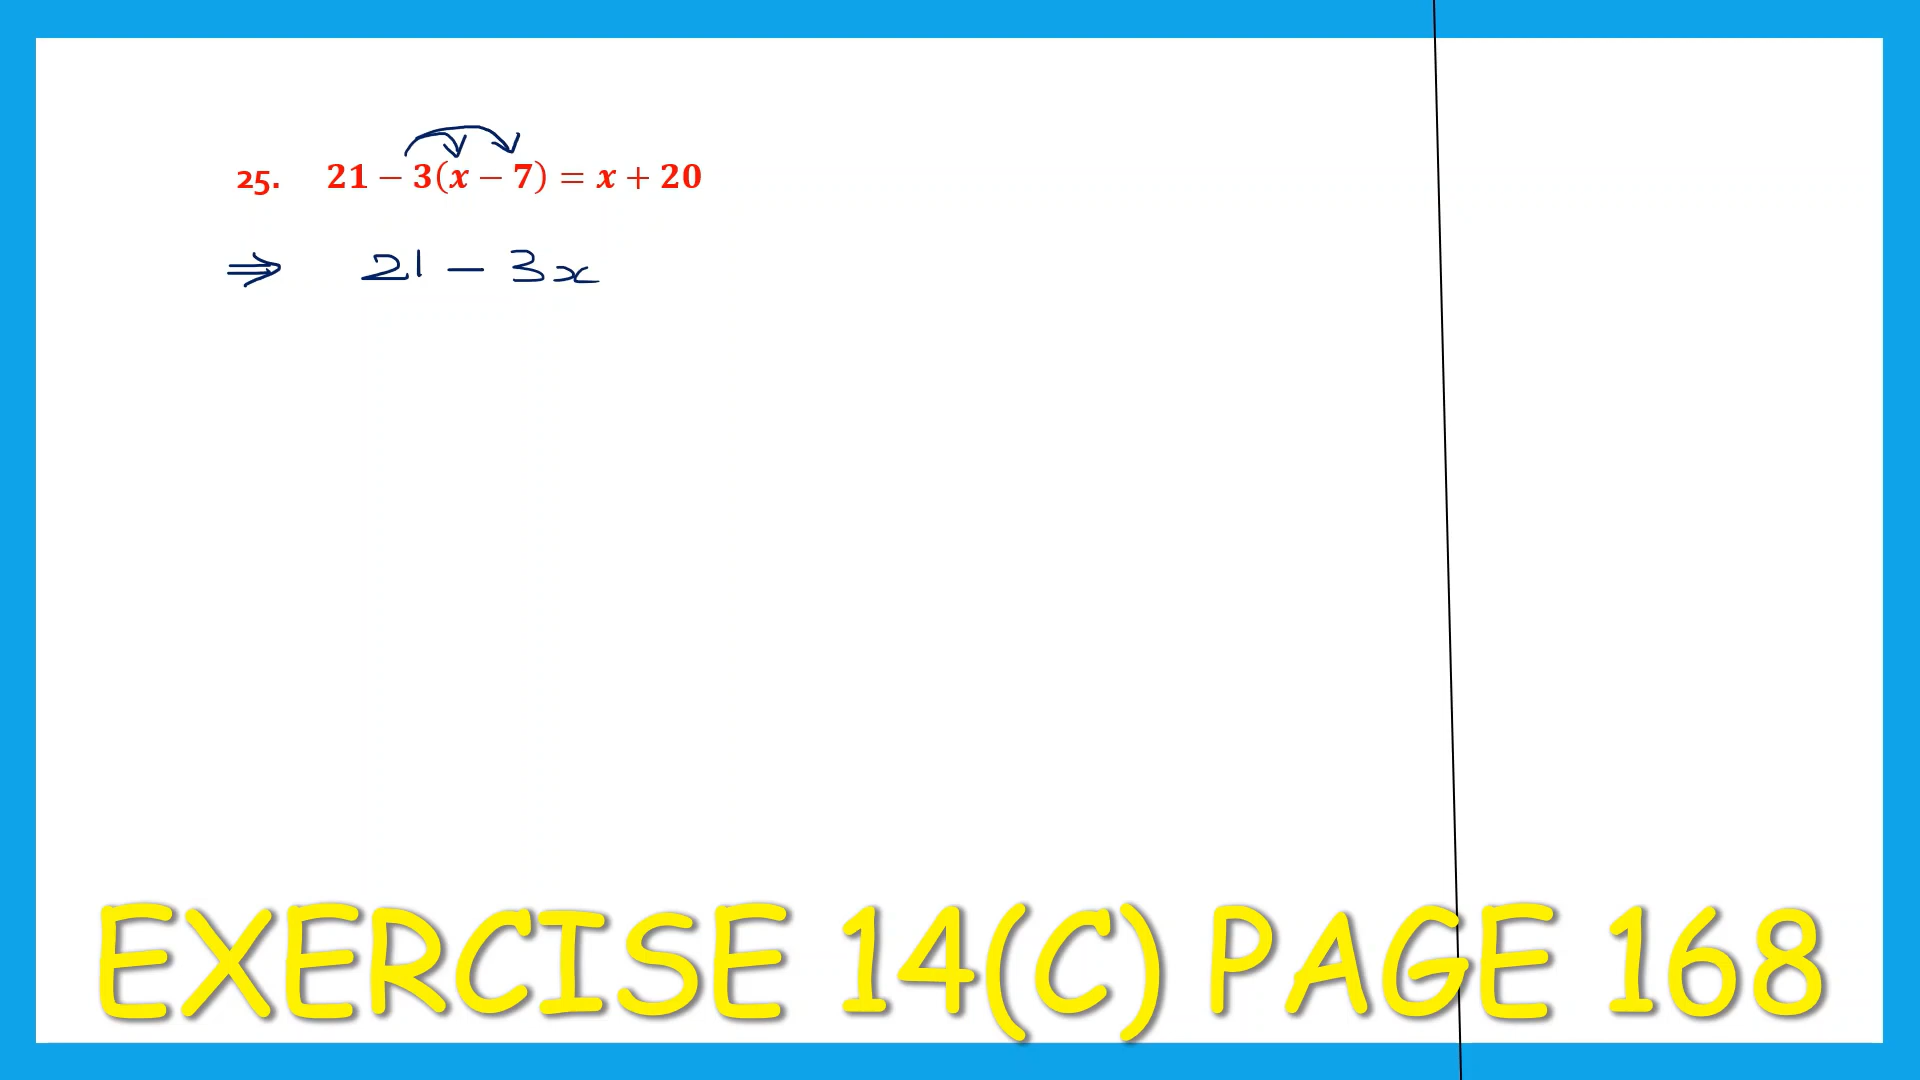 25. 21 − 3(x − 7) = x + 20
⇒ 21 − 3x
EXERCISE 14(C) PAGE 168